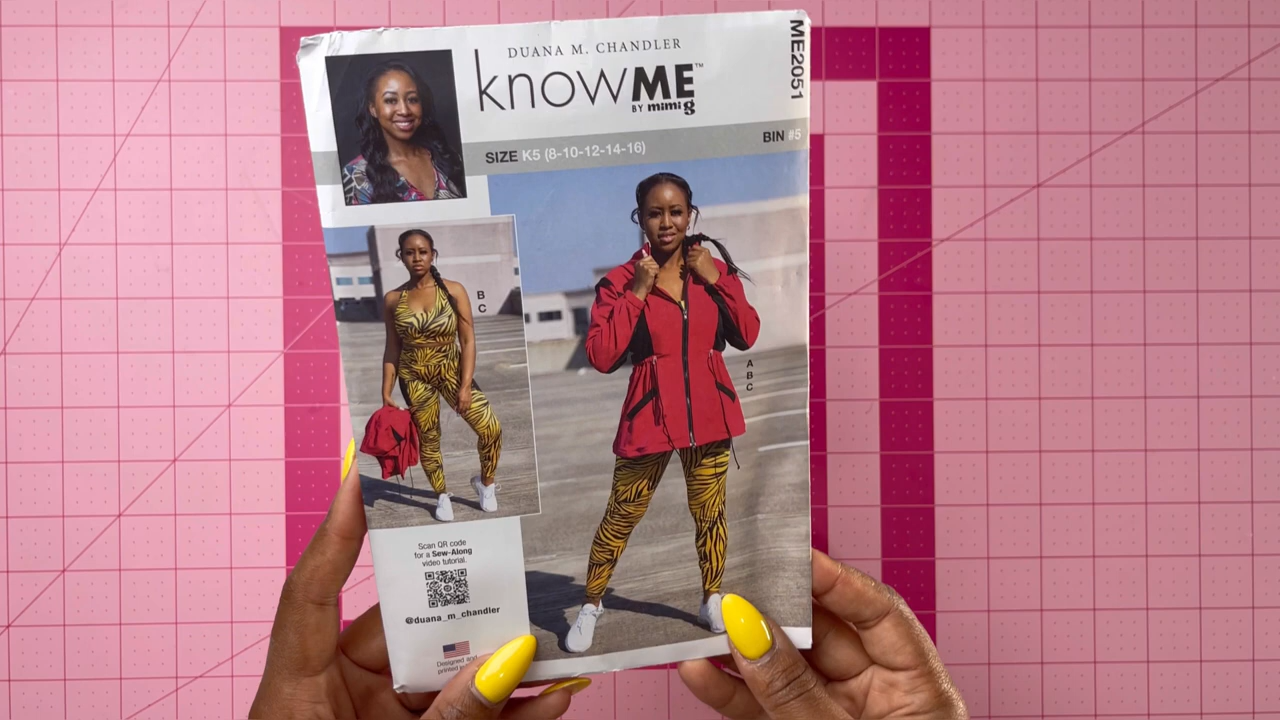 DUANA M. CHANDLER
knowME™
BY mimi g
ME2051
SIZE K5 (8-10-12-14-16)
BIN #5
B
C
A
B
C
Scan QR code
for a Sew-Along
video tutorial.
@duana_m_chandler
Designed and
printed